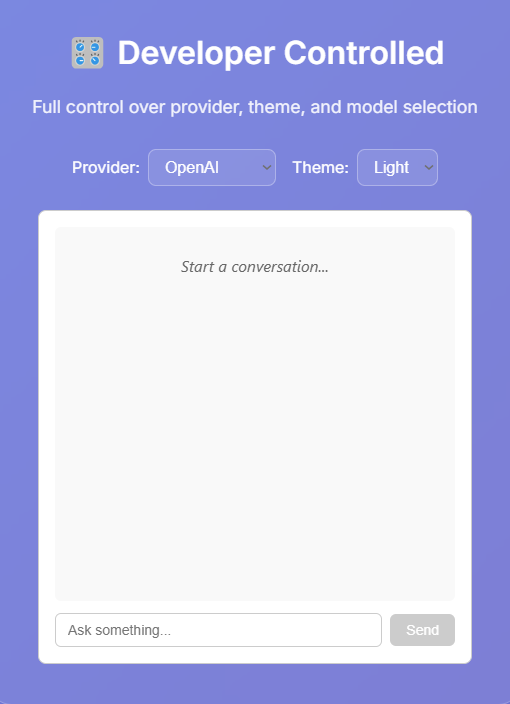 Developer Controlled
Full control over provider, theme, and model selection
Provider: OpenAI Theme: Light
Start a conversation...
Ask something... Send